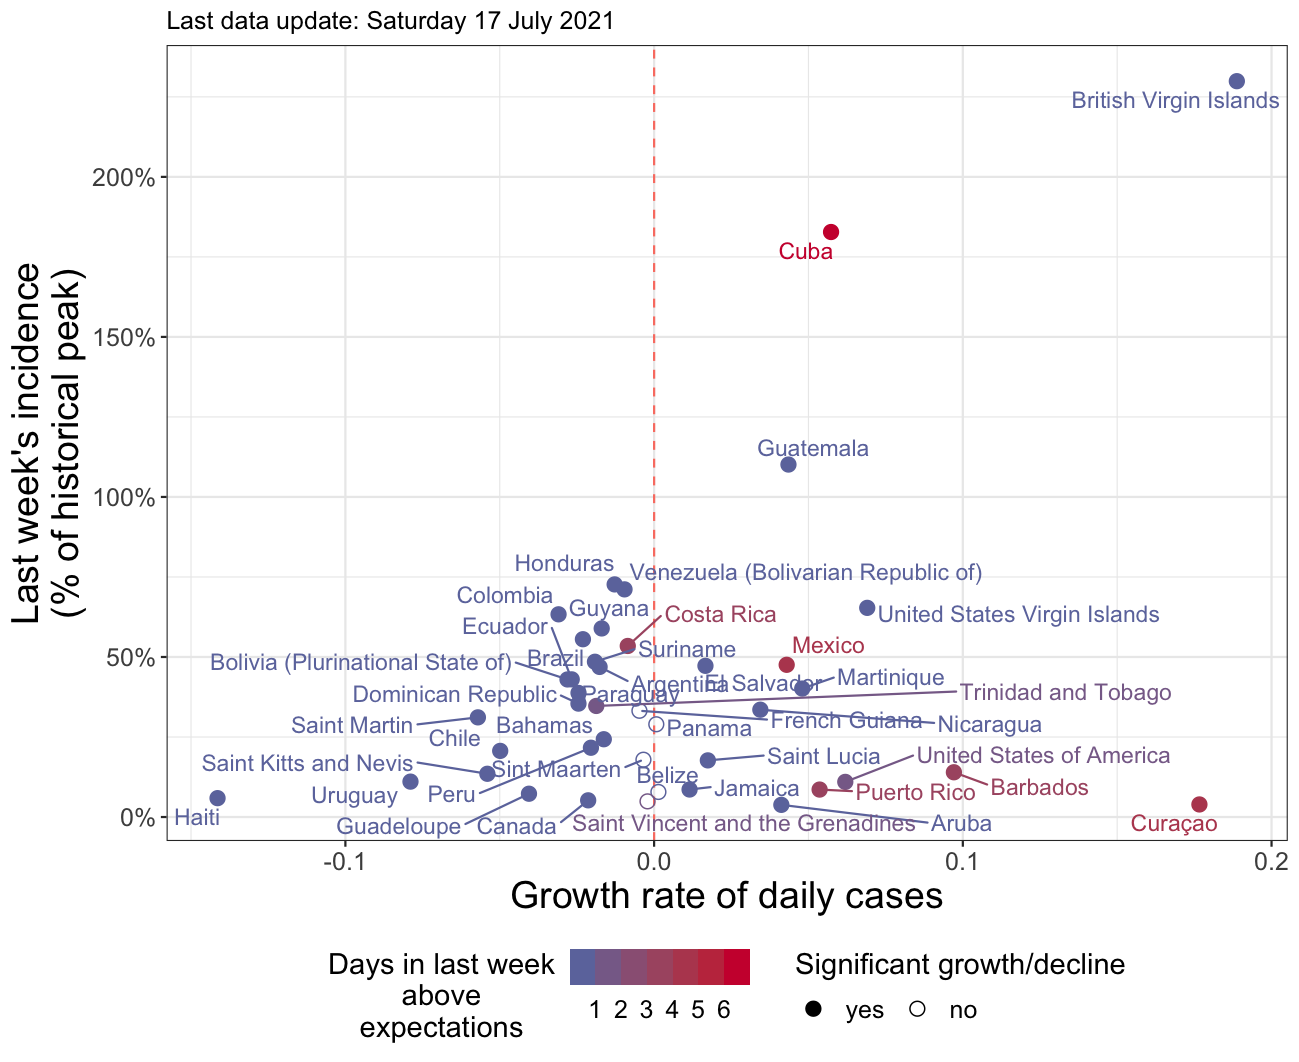 Last data update: Saturday 17 July 2021
Last week's incidence
(% of historical peak)
200%
150%
100%
50%
0%
British Virgin Islands
Cuba
Guatemala
Honduras
Venezuela (Bolivarian Republic of)
Colombia
Guyana
Costa Rica
United States Virgin Islands
Ecuador
Mexico
Suriname
Bolivia (Plurinational State of)
Brazil
Martinique
Argentina
El Salvador
Dominican Republic
Paraguay
Trinidad and Tobago
Saint Martin
Bahamas
Panama
French Guiana
Nicaragua
Chile
Saint Kitts and Nevis
Sint Maarten
Saint Lucia
United States of America
Belize
Uruguay
Peru
Jamaica
Puerto Rico
Barbados
Haiti
Guadeloupe
Canada
Saint Vincent and the Grenadines
Aruba
Curaçao
-0.1
0.0
0.1
0.2
Growth rate of daily cases
Days in last week
above
expectations
1 2 3 4 5 6
Significant growth/decline
yes
no